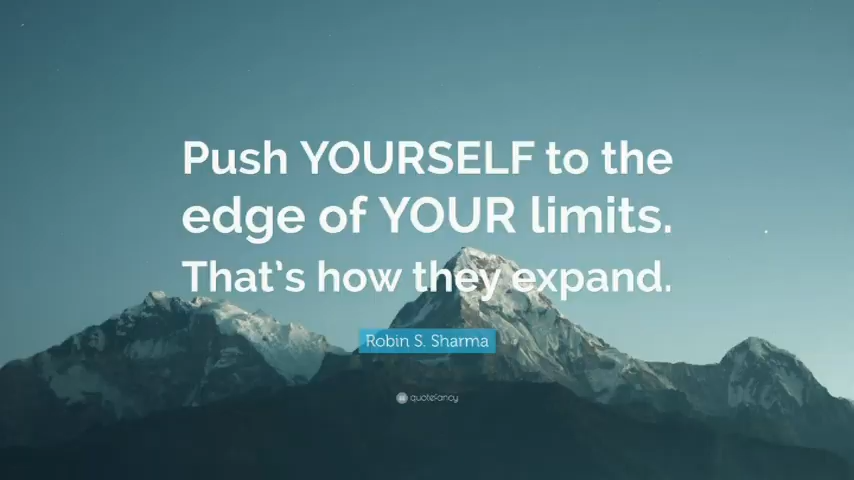 Push YOURSELF to the
edge of YOUR limits.
That's how they expand.
Robin S. Sharma
quotefancy